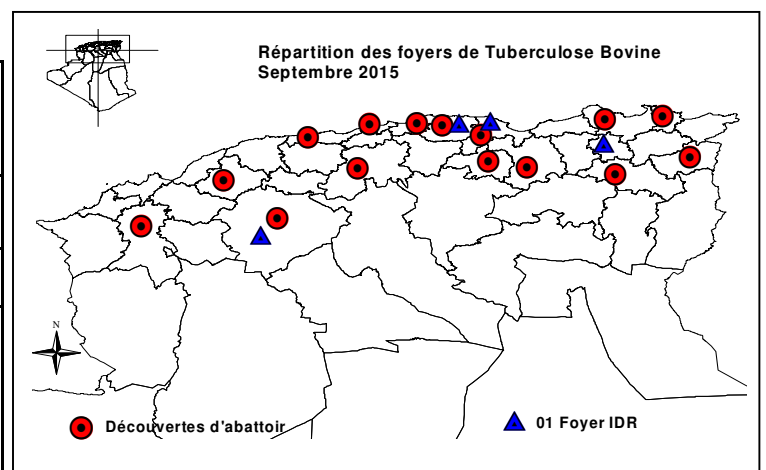 Répartition des foyers de Tuberculose Bovine
Septembre 2015
N
Découvertes d'abattoir
01 Foyer IDR